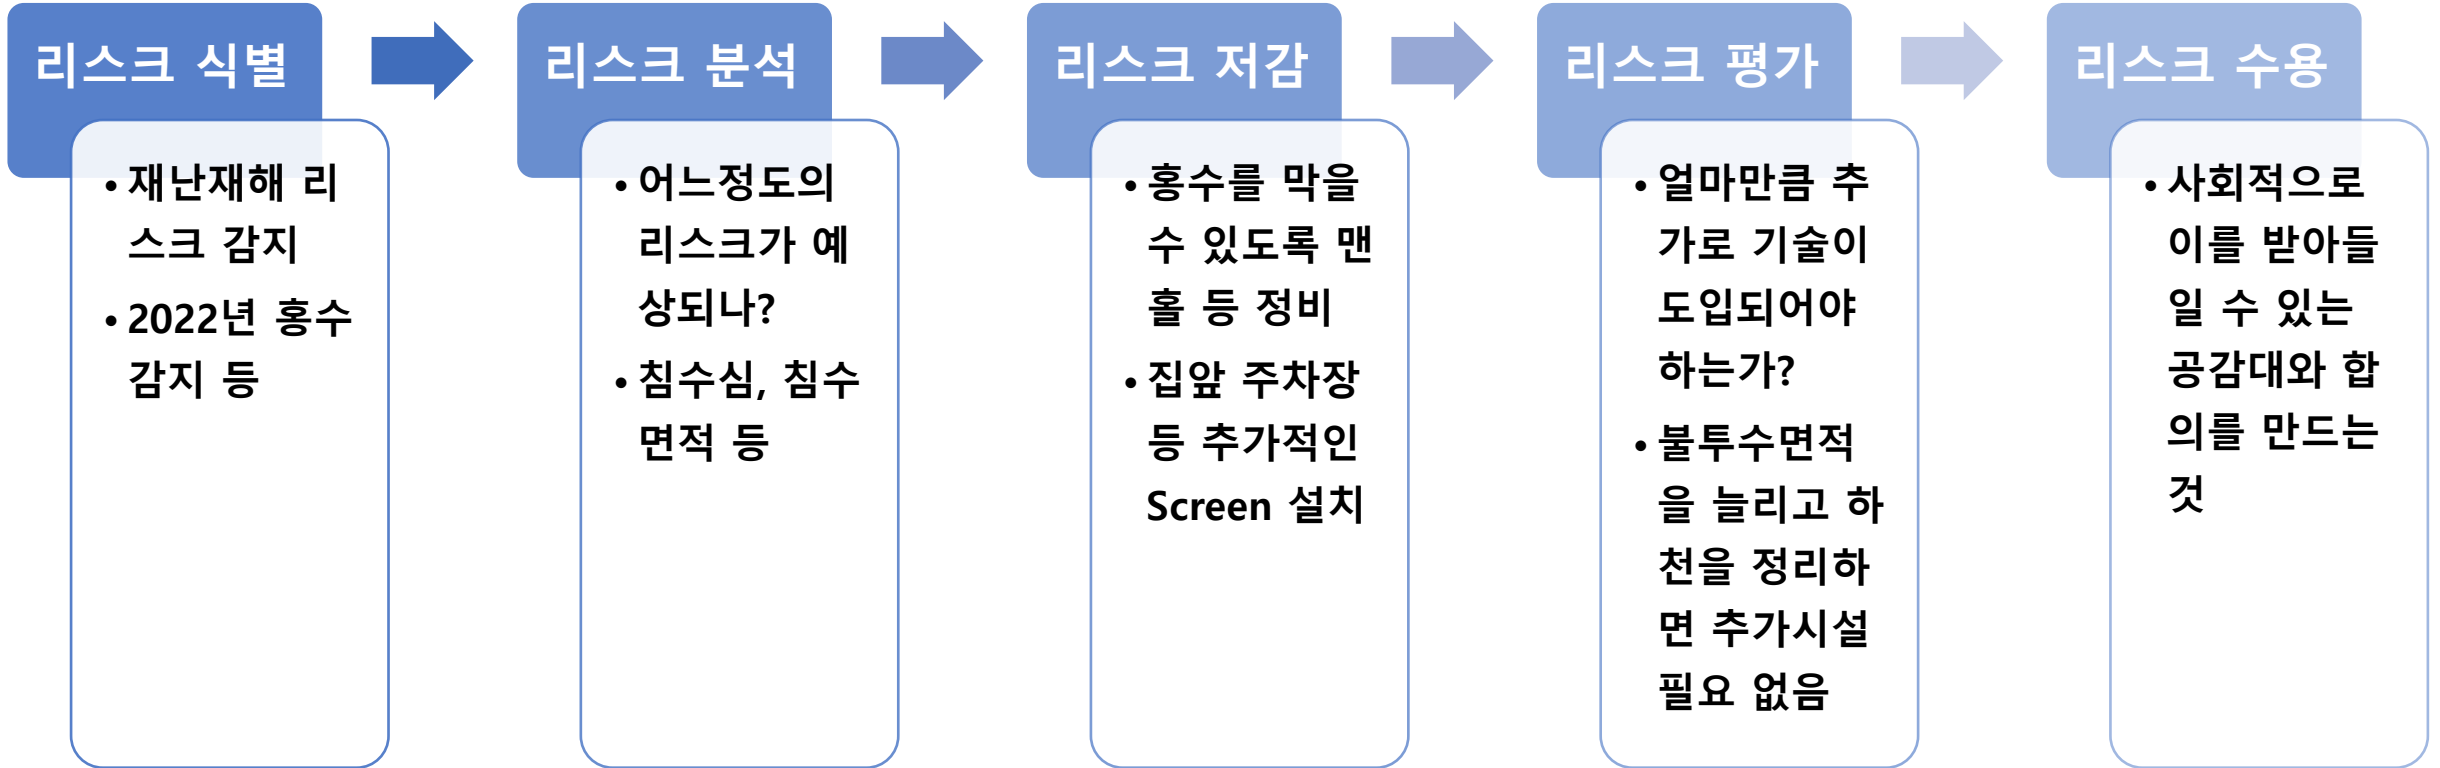 리스크 식별
• 재난재해 리
스크 감지
• 2022년 홍수
감지 등
리스크 분석
• 어느정도의
리스크가 예
상되나?
• 침수심, 침수
면적 등
리스크 저감
• 홍수를 막을
수 있도록 맨
홀 등 정비
• 집앞 주차장
등 추가적인
Screen 설치
리스크 평가
• 얼마만큼 추
가로 기술이
도입되어야
하는가?
• 불투수면적
을 늘리고 하
천을 정리하
면 추가시설
필요 없음
리스크 수용
• 사회적으로
이를 받아들
일 수 있는
공감대와 합
의를 만드는
것